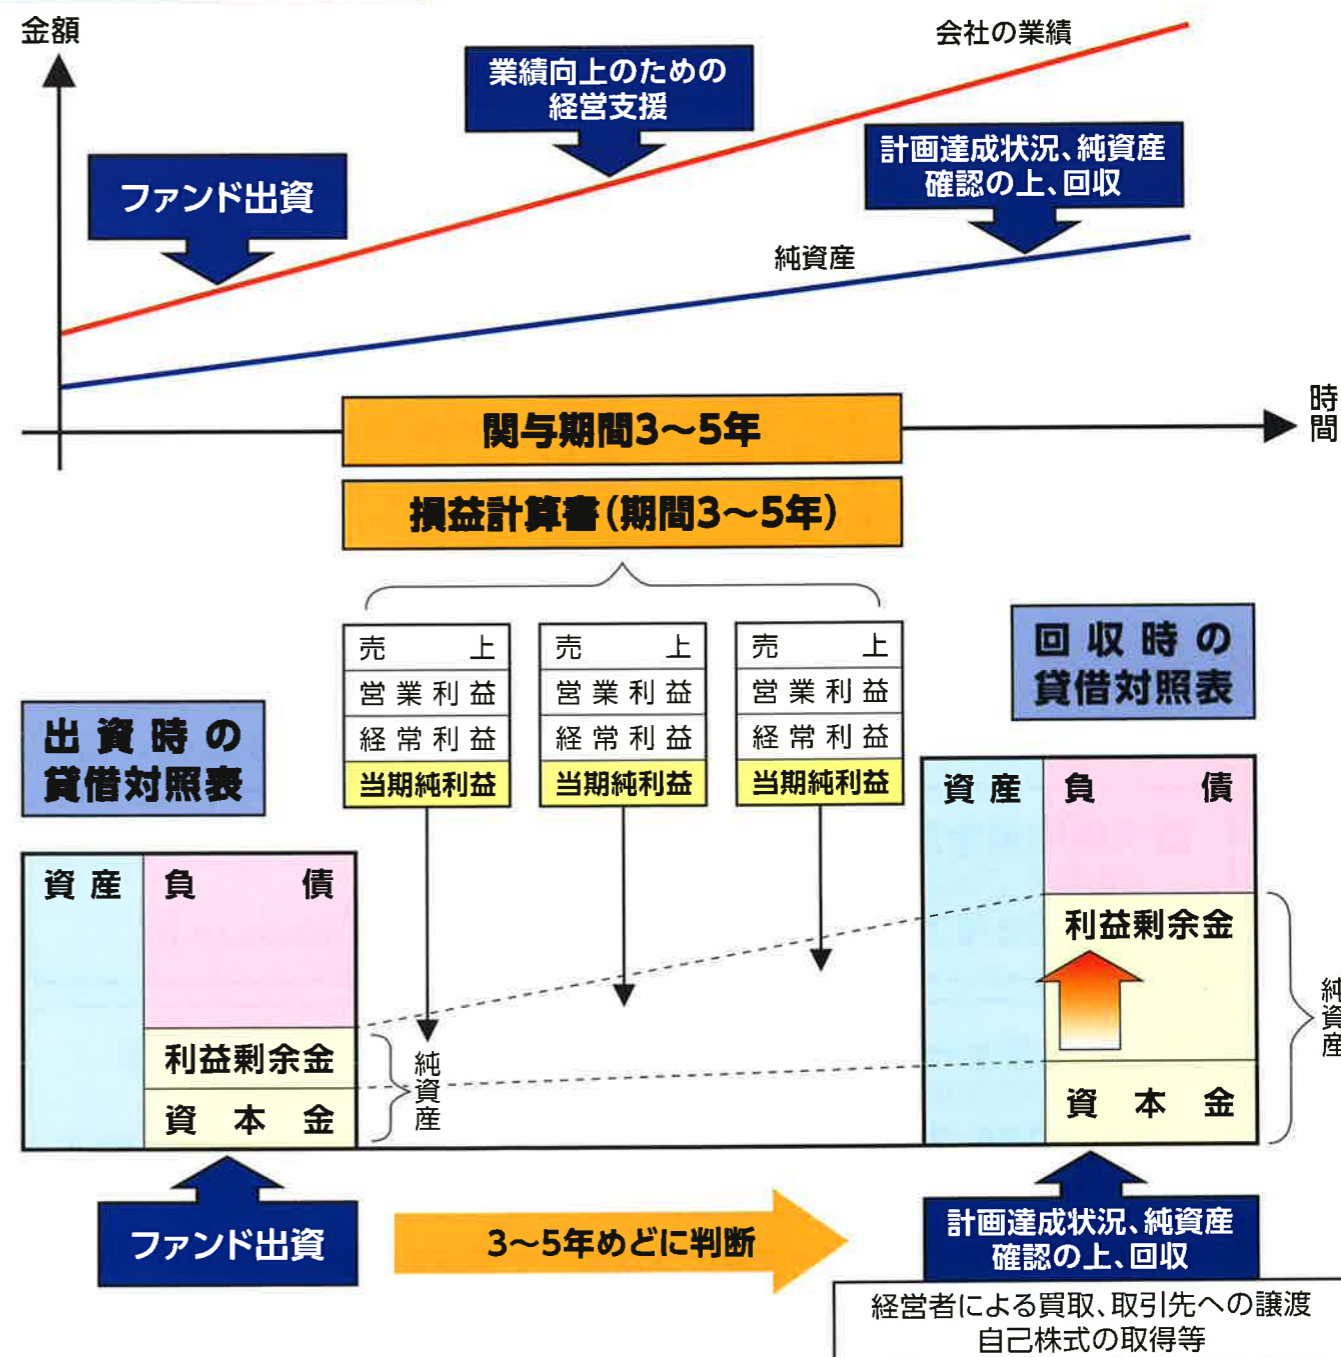 金額
会社の業績
業績向上のための
経営支援
計画達成状況、純資産
確認の上、回収
ファンド出資
純資産
時間
関与期間3～5年
損益計算書（期間3～5年）
売上
営業利益
経常利益
当期純利益
売上
営業利益
経常利益
当期純利益
売上
営業利益
経常利益
当期純利益
出資時の
貸借対照表
回収時の
貸借対照表
資産
負債
利益剰余金
資本金
純資産
資産
負債
利益剰余金
資本金
純資産
ファンド出資
3～5年めどに判断
計画達成状況、純資産
確認の上、回収
経営者による買取、取引先への譲渡
自己株式の取得等